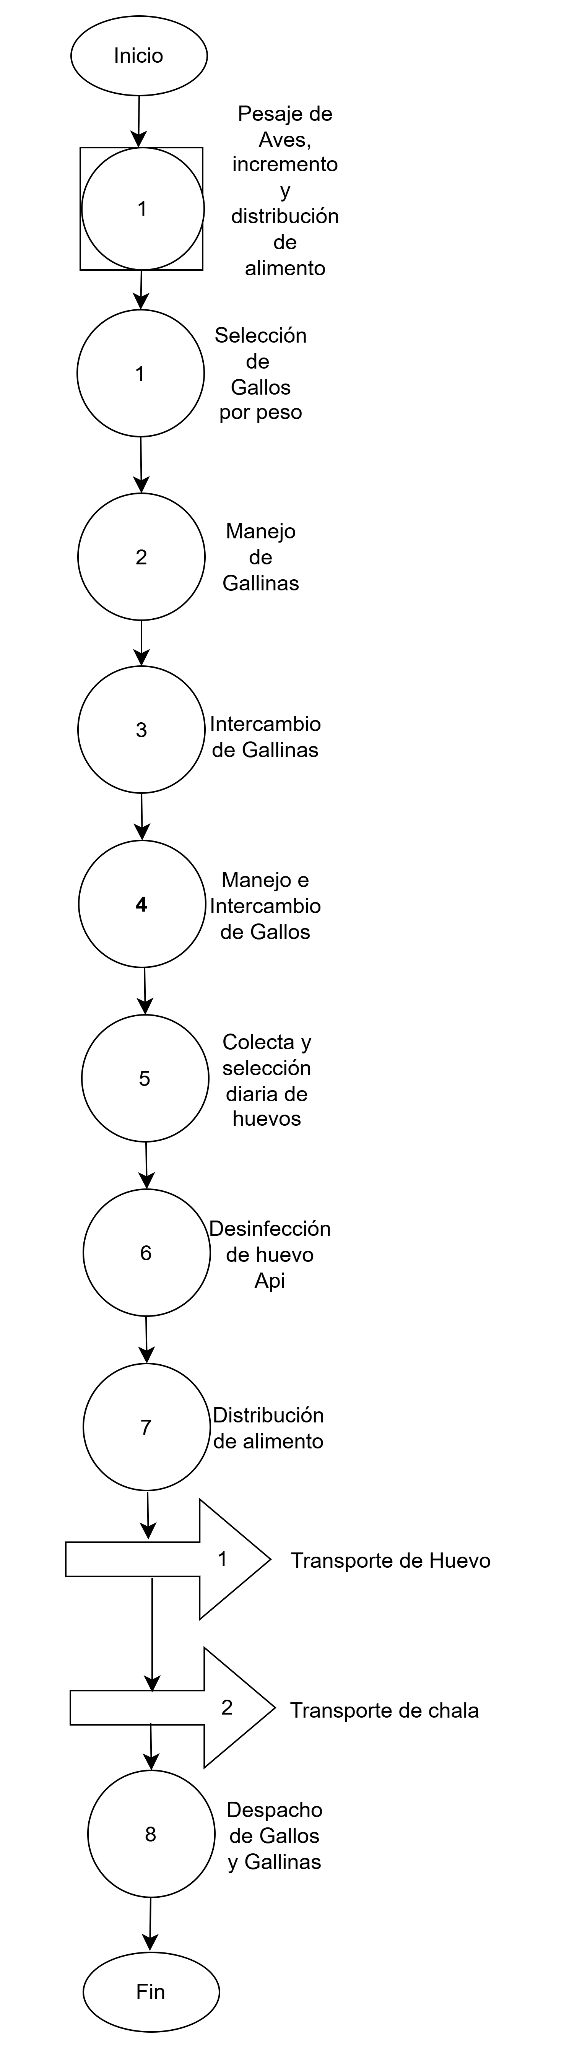 Inicio
Pesaje de
Aves,
incremento
y
distribución
de
alimento
1
Selección
de
Gallos
por peso
1
Manejo
de
Gallinas
2
Intercambio
de Gallinas
3
Manejo e
Intercambio
de Gallos
4
Colecta y
selección
diaria de
huevos
5
Desinfección
de huevo
Api
6
Distribución
de alimento
7
1
Transporte de Huevo
2
Transporte de chala
Despacho
de Gallos
y Gallinas
8
Fin